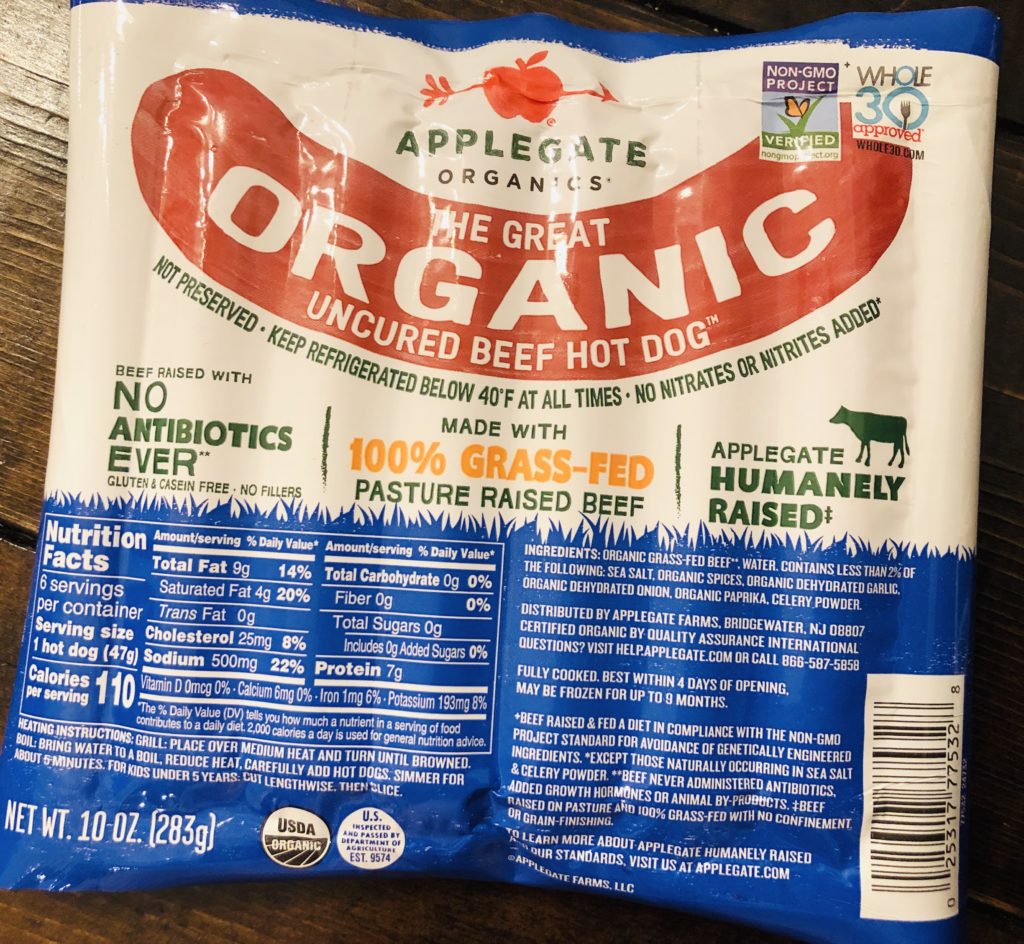 APPLEGATE
ORGANICS®
NON-GMO
PROJECT
VERIFIED
WHOLE
30
approved®
WHOLE30.COM
THE GREAT
ORGANIC
UNCURED BEEF HOT DOG™
NOT PRESERVED • KEEP REFRIGERATED BELOW 40°F AT ALL TIMES • NO NITRATES OR NITRITES ADDED*
BEEF RAISED WITH
NO
ANTIBIOTICS
EVER**
GLUTEN & CASEIN FREE • NO FILLERS
MADE WITH
100% GRASS-FED
PASTURE RAISED BEEF
APPLEGATE
HUMANELY
RAISED‡
Nutrition
Facts
6 servings
per container
Serving size
1 hot dog (47g)
Calories
per serving 110
Amount/serving % Daily Value*
Total Fat 9g 14%
Saturated Fat 4g 20%
Trans Fat 0g
Cholesterol 25mg 8%
Sodium 500mg 22%
Amount/serving % Daily Value*
Total Carbohydrate 0g 0%
Fiber 0g 0%
Total Sugars 0g
Includes 0g Added Sugars 0%
Protein 7g
Vitamin D 0mcg 0% • Calcium 6mg 0% • Iron 1mg 6% • Potassium 193mg 8%
*The % Daily Value (DV) tells you how much a nutrient in a serving of food
contributes to a daily diet. 2,000 calories a day is used for general nutrition advice.
HEATING INSTRUCTIONS: GRILL: PLACE OVER MEDIUM HEAT AND TURN UNTIL BROWNED.
BOIL: BRING WATER TO A BOIL, REDUCE HEAT, CAREFULLY ADD HOT DOGS. SIMMER FOR
ABOUT 5 MINUTES. FOR KIDS UNDER 5 YEARS: CUT LENGTHWISE, THEN SLICE.
NET WT. 10 OZ. (283g)
USDA
ORGANIC
U.S.
INSPECTED
AND PASSED BY
DEPARTMENT OF
AGRICULTURE
EST. 9574
INGREDIENTS: ORGANIC GRASS-FED BEEF**, WATER. CONTAINS LESS THAN 2% OF
THE FOLLOWING: SEA SALT, ORGANIC SPICES, ORGANIC DEHYDRATED GARLIC,
ORGANIC DEHYDRATED ONION, ORGANIC PAPRIKA, CELERY POWDER.
DISTRIBUTED BY APPLEGATE FARMS, BRIDGEWATER, NJ 08807
CERTIFIED ORGANIC BY QUALITY ASSURANCE INTERNATIONAL
QUESTIONS? VISIT HELP.APPLEGATE.COM OR CALL 866-587-5858
FULLY COOKED. BEST WITHIN 4 DAYS OF OPENING,
MAY BE FROZEN FOR UP TO 9 MONTHS.
+BEEF RAISED & FED A DIET IN COMPLIANCE WITH THE NON-GMO
PROJECT STANDARD FOR AVOIDANCE OF GENETICALLY ENGINEERED
INGREDIENTS. *EXCEPT THOSE NATURALLY OCCURRING IN SEA SALT
& CELERY POWDER. **BEEF NEVER ADMINISTERED ANTIBIOTICS,
ADDED GROWTH HORMONES OR ANIMAL BY-PRODUCTS. ‡BEEF
RAISED ON PASTURE AND 100% GRASS-FED WITH NO CONFINEMENT
OR GRAIN-FINISHING.
TO LEARN MORE ABOUT APPLEGATE HUMANELY RAISED
OUR STANDARDS, VISIT US AT APPLEGATE.COM
©APPLEGATE FARMS, LLC
0 25317 77532 8